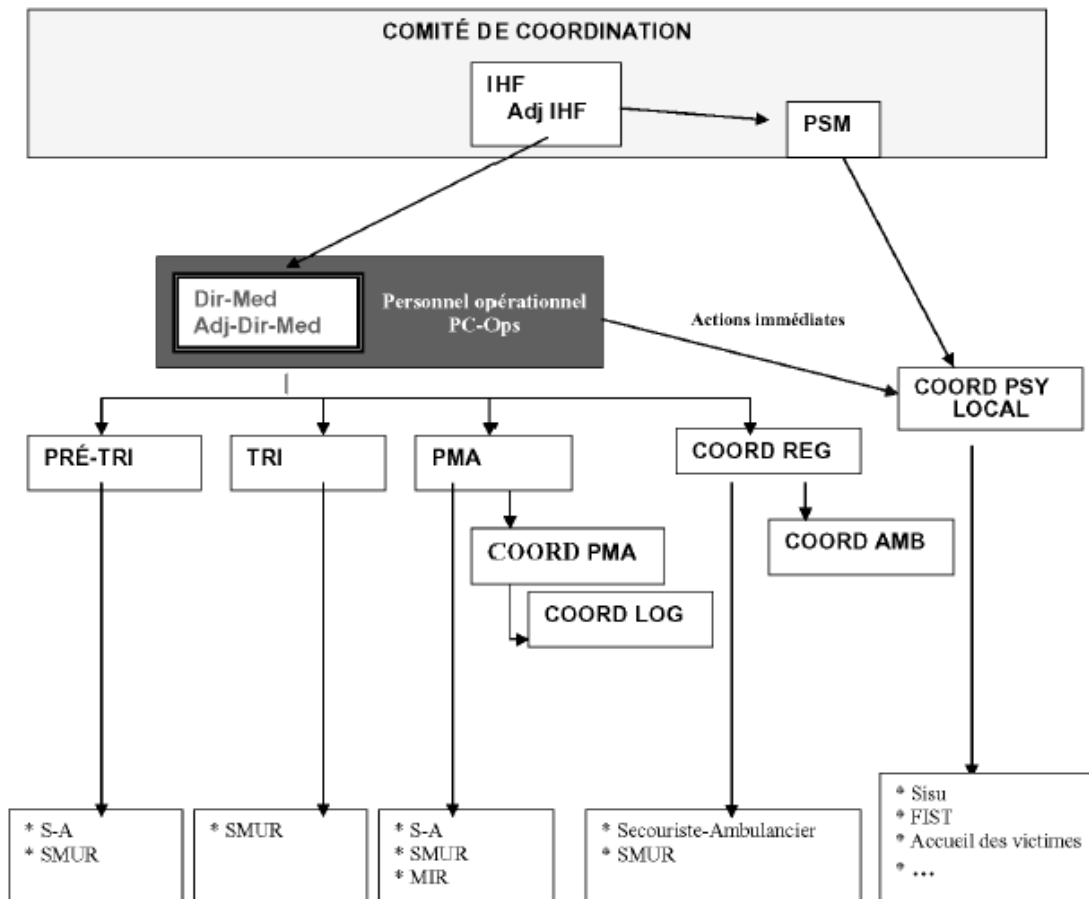 COMITÉ DE COORDINATION
IHF
Adj IHF
PSM
Dir-Med
Adj-Dir-Med
Personnel opérationnel
PC-Ops
Actions immédiates
COORD PSY
LOCAL
PRÉ-TRI
TRI
PMA
COORD REG
COORD PMA
COORD AMB
COORD LOG
* S-A
* SMUR
* SMUR
* S-A
* SMUR
* MIR
* Secouriste-Ambulancier
* SMUR
* Sisu
* FIST
* Accueil des victimes
* ...